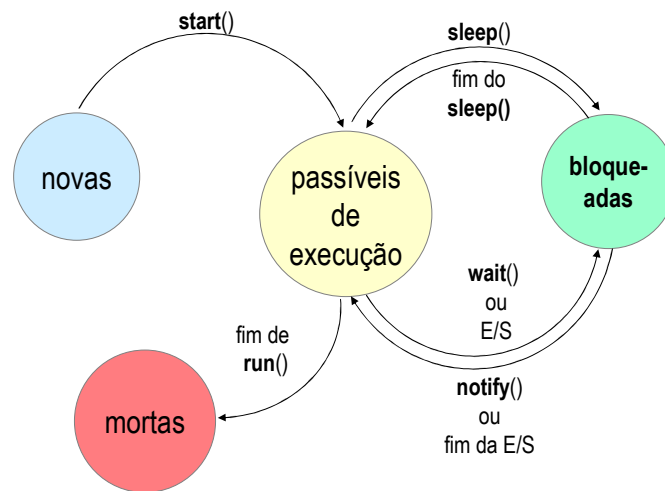 start()
sleep()
fim do
sleep()
novas
passíveis
de
execução
bloque-
adas
wait()
ou
E/S
fim de
run()
notify()
ou
fim da E/S
mortas